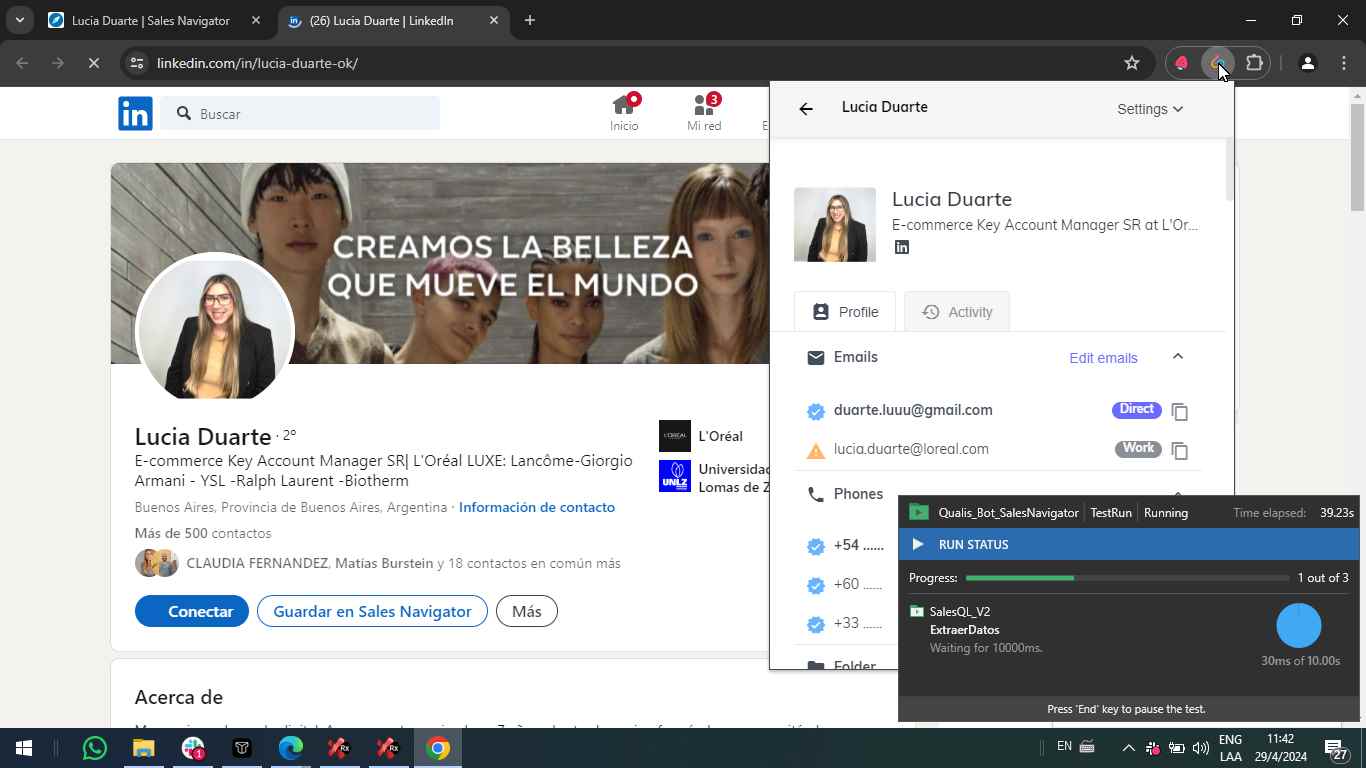 Lucia Duarte | Sales Navigator
(26) Lucia Duarte | LinkedIn
linkedin.com/in/lucia-duarte-ok/
in
Buscar
Inicio
3
Mi red
E
CREAMOS LA BELLEZA
QUE MUEVE EL MUNDO
Lucia Duarte · 2º
E-commerce Key Account Manager SR| L'Oréal LUXE: Lancôme-Giorgio
Armani - YSL -Ralph Laurent -Biotherm
Buenos Aires, Provincia de Buenos Aires, Argentina · Información de contacto
Más de 500 contactos
CLAUDIA FERNANDEZ, Matías Burstein y 18 contactos en común más
Conectar
Guardar en Sales Navigator
Más
L'ORÉAL
L'Oréal
UNLZ
Universidad
Lomas de Z
Acerca de
Lucia Duarte
Settings
Lucia Duarte
E-commerce Key Account Manager SR at L'Or...
in
Profile
Activity
Emails
Edit emails
duarte.luuu@gmail.com
Direct
lucia.duarte@loreal.com
Work
Phones
+54 ......
+60 ......
+33 ......
Folder
Qualis_Bot_SalesNavigator
TestRun
Running
Time elapsed: 39.23s
RUN STATUS
Progress:
1 out of 3
SalesQL_V2
ExtraerDatos
Waiting for 10000ms.
30ms of 10.00s
Press 'End' key to pause the test.
1
Rx
Rx
EN
ENG
LAA
11:42
29/4/2024
27